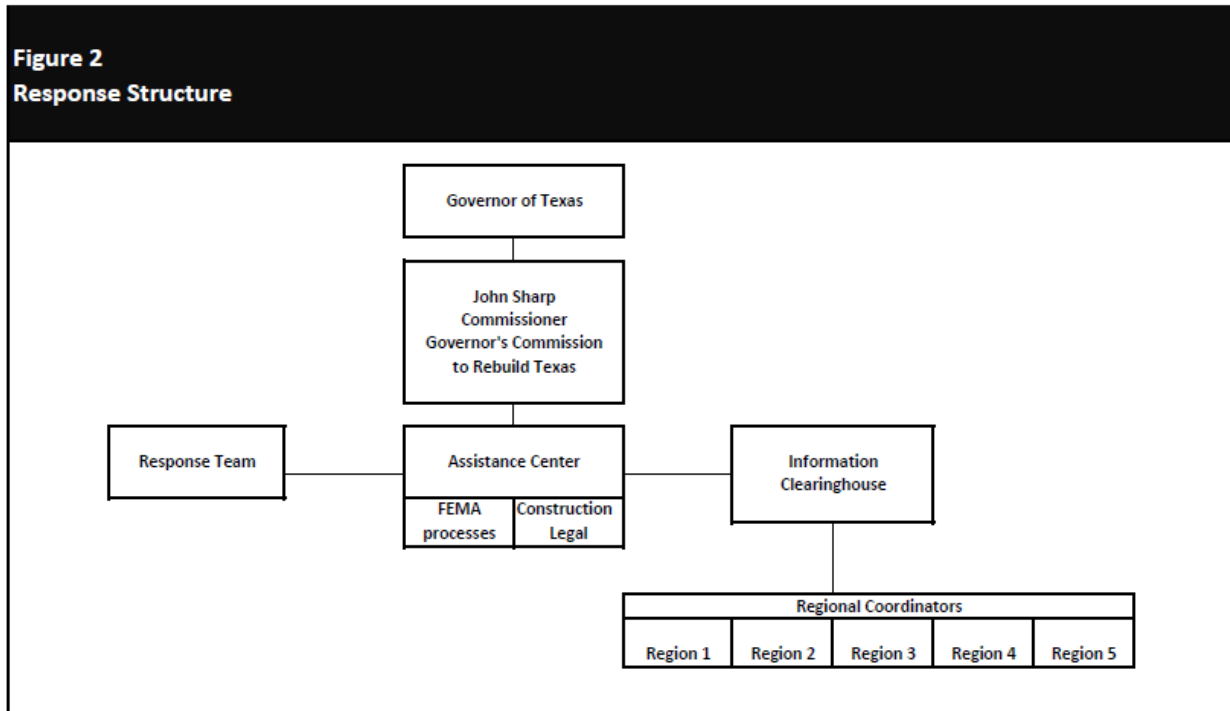 Figure 2
Response Structure
Governor of Texas
John Sharp
Commissioner
Governor's Commission
to Rebuild Texas
Response Team
Assistance Center
Information
Clearinghouse
FEMA
processes
Construction
Legal
Regional Coordinators
Region 1
Region 2
Region 3
Region 4
Region 5